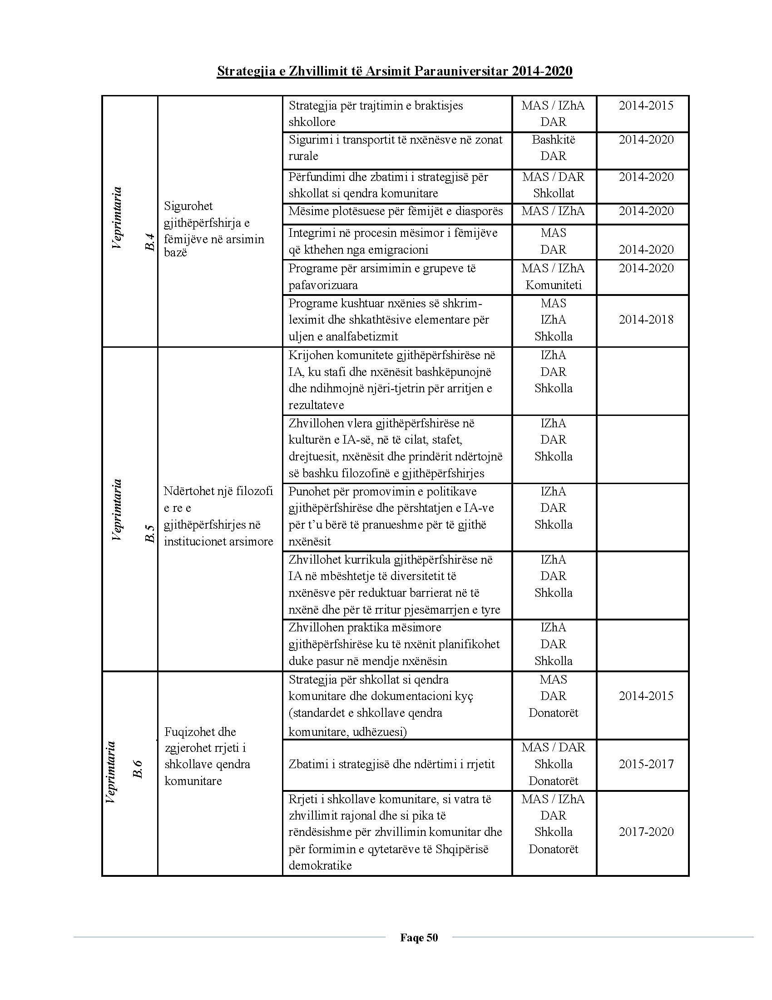 Strategjia e Zhvillimit të Arsimit Parauniversitar 2014-2020
Veprimtaria
B.4
Sigurohet
gjithëpërfshirja e
fëmijëve në arsimin
bazë
Strategjia për trajtimin e braktisjes
shkollore
MAS / IZhA
DAR
2014-2015
Sigurimi i transportit të nxënësve në zonat
rurale
Bashkitë
DAR
2014-2020
Përfundimi dhe zbatimi i strategjisë për
shkollat si qendra komunitare
MAS / DAR
Shkollat
2014-2020
Mësime plotësuese për fëmijët e diasporës
MAS / IZhA
2014-2020
Integrimi në procesin mësimor i fëmijëve
që kthehen nga emigracioni
MAS
DAR
2014-2020
Programe për arsimimin e grupeve të
pafavorizuara
MAS / IZhA
Komuniteti
2014-2020
Programe kushtuar nxënies së shkrim-
leximit dhe shkathtësive elementare për
uljen e analfabetizmit
MAS
IZhA
Shkolla
2014-2018
Veprimtaria
B.5
Ndërtohet një filozofi
e re e
gjithëpërfshirjes në
institucionet arsimore
Krijohen komunitete gjithëpërfshirëse në
IA, ku stafi dhe nxënësit bashkëpunojnë
dhe ndihmojnë njëri-tjetrin për arritjen e
rezultateve
IZhA
DAR
Shkolla
Zhvillohen vlera gjithëpërfshirëse në
kulturën e IA-së, në të cilat, stafet,
drejtuesit, nxënësit dhe prindërit ndërtojnë
së bashku filozofinë e gjithëpërfshirjes
IZhA
DAR
Shkolla
Punohet për promovimin e politikave
gjithëpërfshirëse dhe përshtatjen e IA-ve
për t’u bërë të pranueshme për të gjithë
nxënësit
IZhA
DAR
Shkolla
Zhvillohet kurrikula gjithëpërfshirëse në
IA në mbështetje të diversitetit të
nxënësve për reduktuar barrierat në të
nxënë dhe për të rritur pjesëmarrjen e tyre
IZhA
DAR
Shkolla
Zhvillohen praktika mësimore
gjithëpërfshirëse ku të nxënit planifikohet
duke pasur në mendje nxënësin
IZhA
DAR
Shkolla
Veprimtaria
B.6
Fuqizohet dhe
zgjerohet rrjeti i
shkollave qendra
komunitare
Strategjia për shkollat si qendra
komunitare dhe dokumentacioni kyç
(standardet e shkollave qendra
komunitare, udhëzuesi)
MAS
DAR
Donatorët
2014-2015
Zbatimi i strategjisë dhe ndërtimi i rrjetit
MAS / DAR
Shkolla
Donatorët
2015-2017
Rrjeti i shkollave komunitare, si vatra të
zhvillimit rajonal dhe si pika të
rëndësishme për zhvillimin komunitar dhe
për formimin e qytetarëve të Shqipërisë
demokratike
MAS / IZhA
DAR
Shkolla
Donatorët
2017-2020
Faqe 50